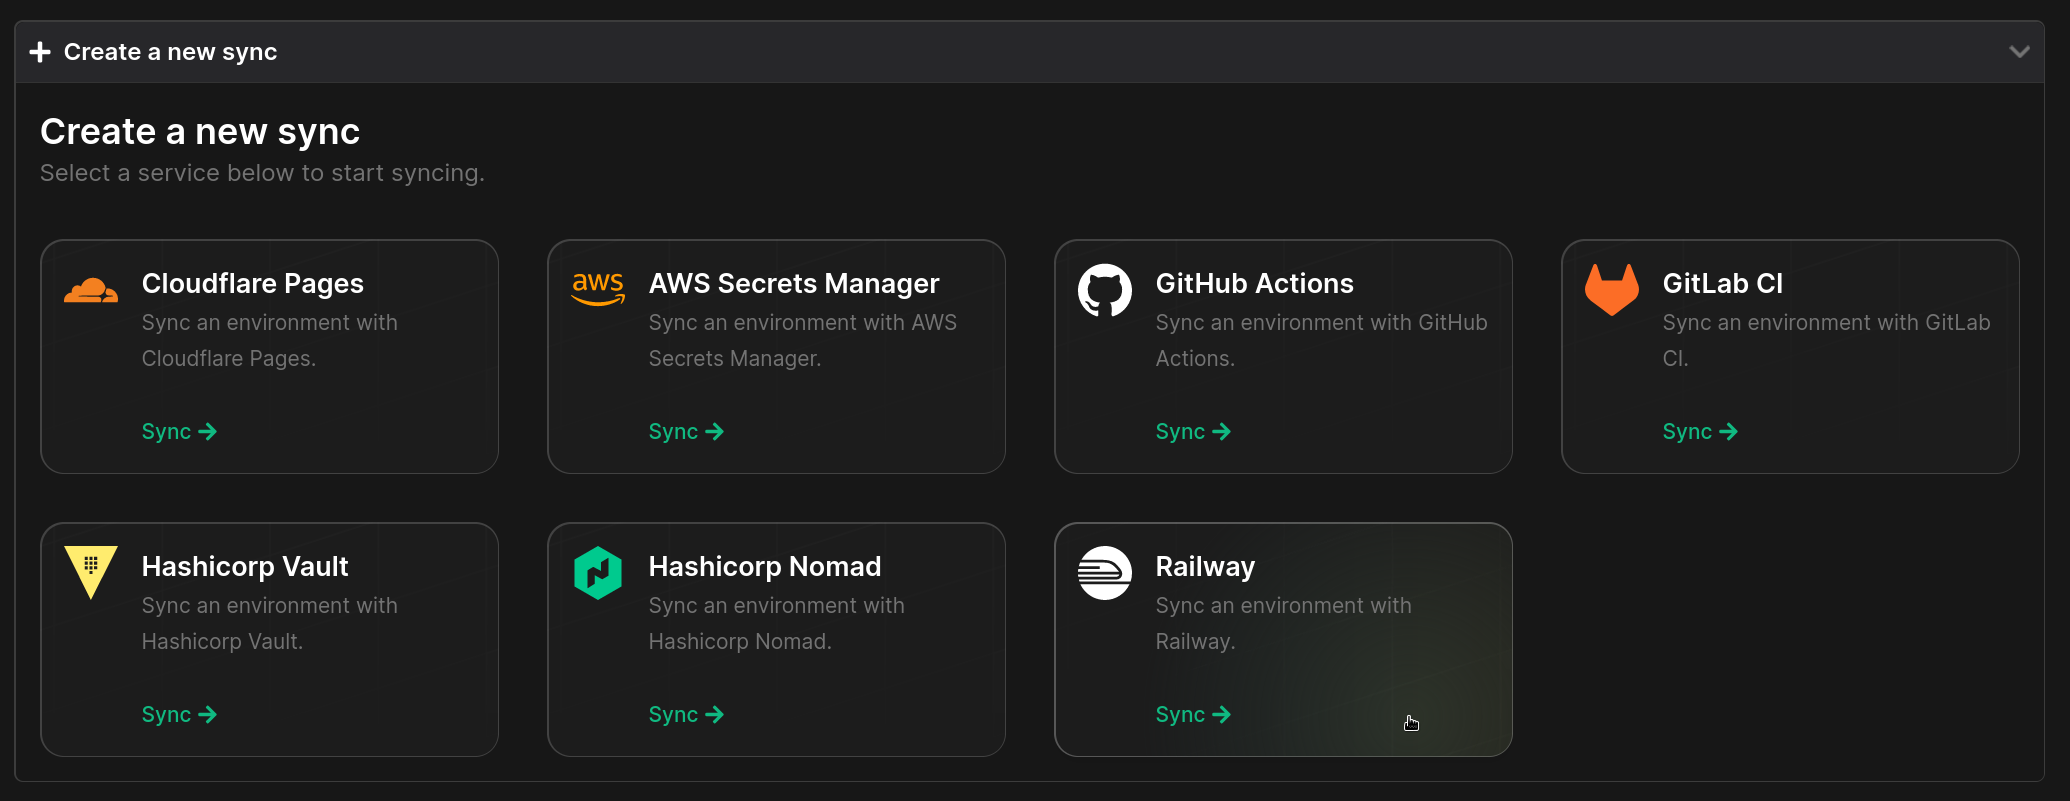 Create a new sync
Create a new sync
Select a service below to start syncing.
aws
Cloudflare Pages
Sync an environment with
Cloudflare Pages.
Sync
AWS Secrets Manager
Sync an environment with AWS
Secrets Manager.
Sync
GitHub Actions
Sync an environment with GitHub
Actions.
Sync
GitLab CI
Sync an environment with GitLab
CI.
Sync
Hashicorp Vault
Sync an environment with
Hashicorp Vault.
Sync
Hashicorp Nomad
Sync an environment with
Hashicorp Nomad.
Sync
Railway
Sync an environment with
Railway.
Sync